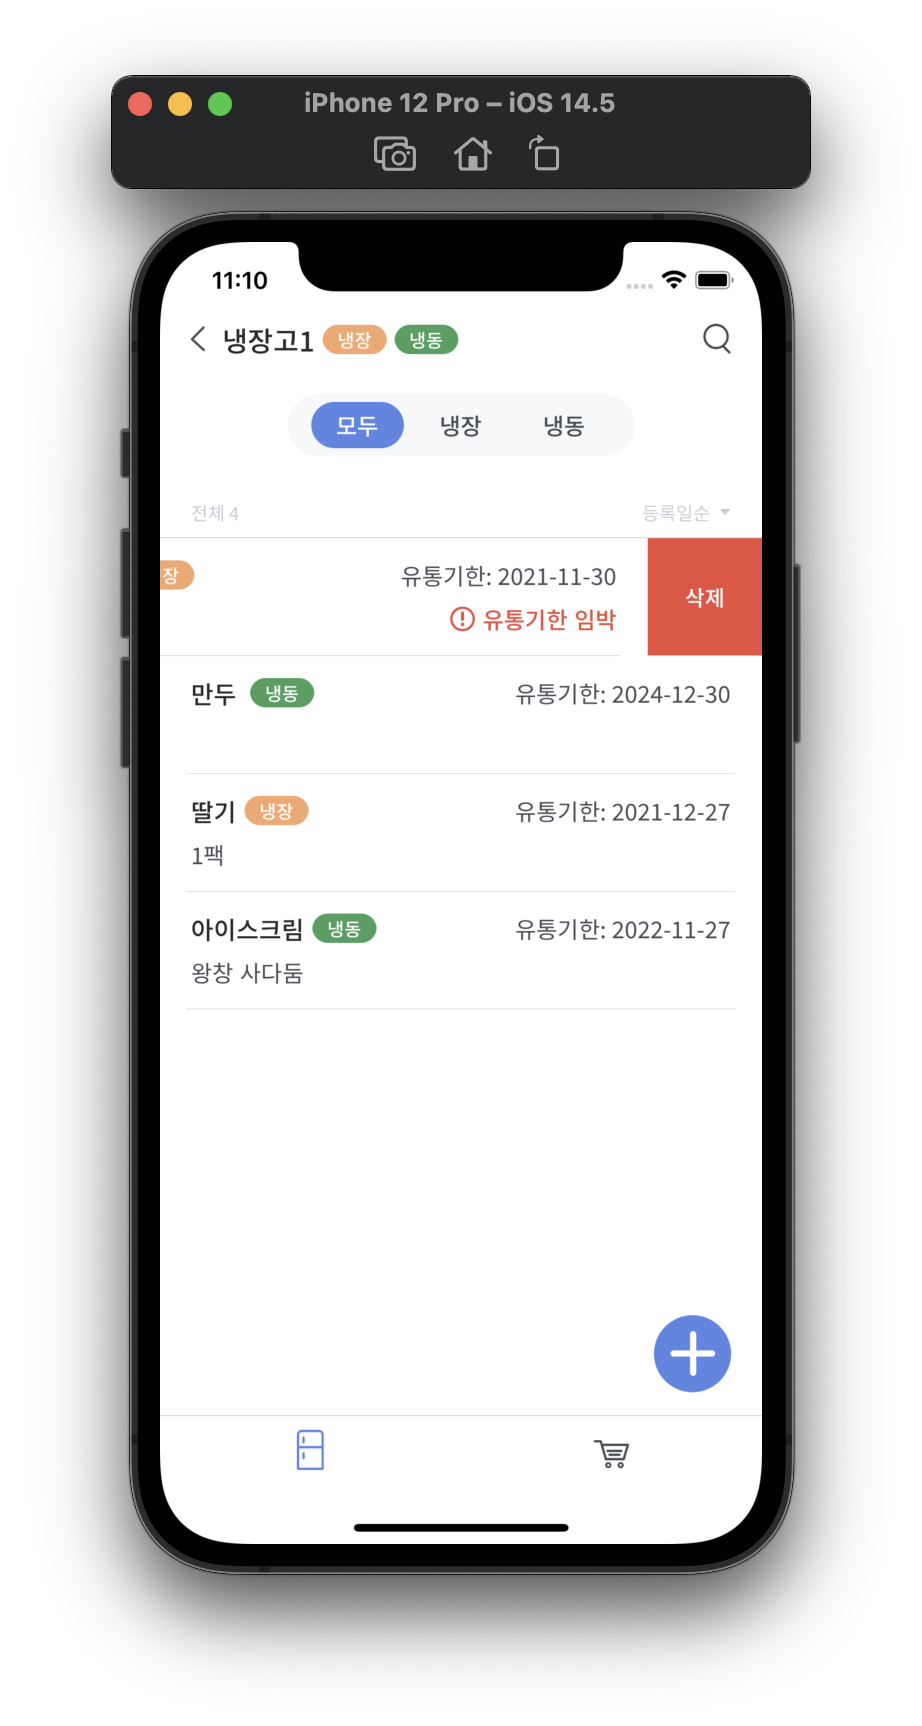 iPhone 12 Pro – iOS 14.5
11:10
냉장고1 냉장 냉동
모두 냉장 냉동
전체 4 등록일순
장 유통기한: 2021-11-30
유통기한 임박
삭제
만두 냉동 유통기한: 2024-12-30
딸기 냉장 유통기한: 2021-12-27
1팩
아이스크림 냉동 유통기한: 2022-11-27
왕창 사다둠